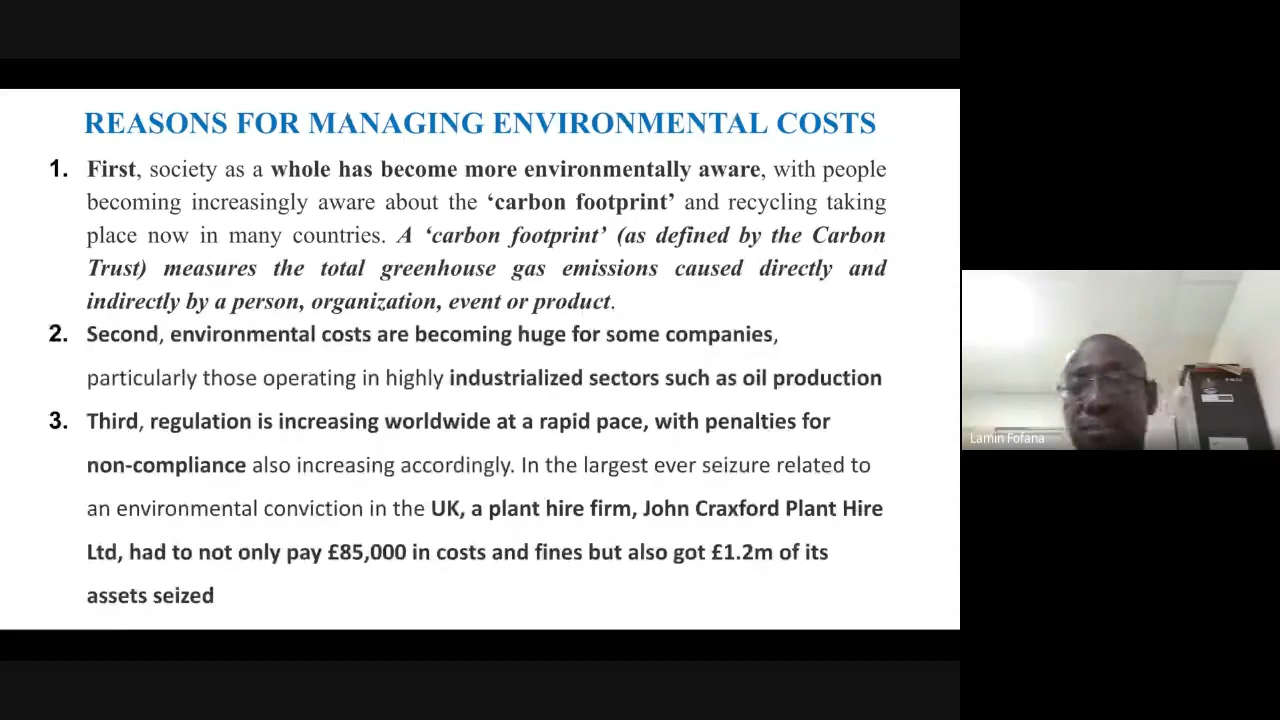 REASONS FOR MANAGING ENVIRONMENTAL COSTS
1. First, society as a whole has become more environmentally aware, with people
becoming increasingly aware about the ‘carbon footprint’ and recycling taking
place now in many countries. A ‘carbon footprint’ (as defined by the Carbon
Trust) measures the total greenhouse gas emissions caused directly and
indirectly by a person, organization, event or product.
2. Second, environmental costs are becoming huge for some companies,
particularly those operating in highly industrialized sectors such as oil production
3. Third, regulation is increasing worldwide at a rapid pace, with penalties for
non-compliance also increasing accordingly. In the largest ever seizure related to
an environmental conviction in the UK, a plant hire firm, John Craxford Plant Hire
Ltd, had to not only pay £85,000 in costs and fines but also got £1.2m of its
assets seized
Lamin Fofana